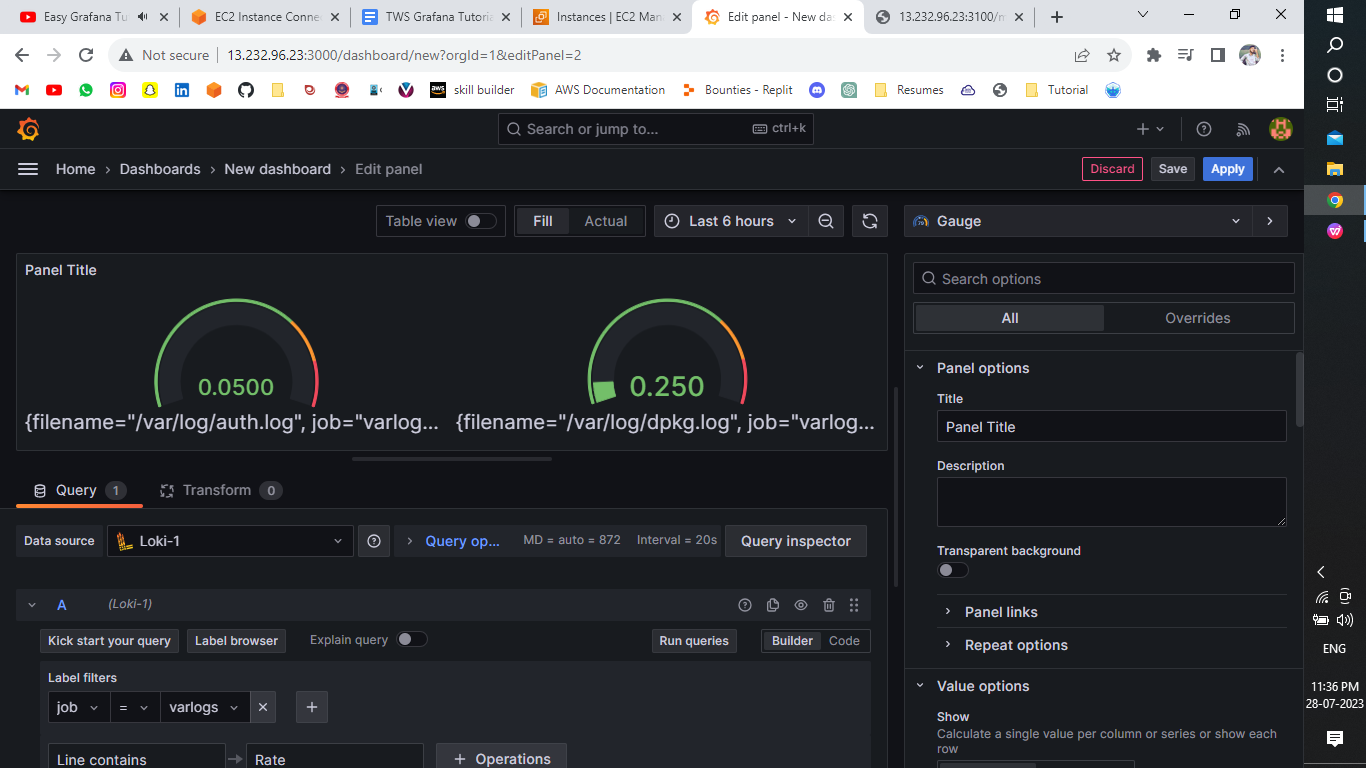 Easy Grafana Tu
EC2 Instance Conne
TWS Grafana Tutoria
Instances | EC2 Man
Edit panel - New das
13.232.96.23:3100/m
Not secure
13.232.96.23:3000/dashboard/new?orgId=1&editPanel=2
skill builder
AWS Documentation
Bounties - Replit
Resumes
Tutorial
Search or jump to...
ctrl+k
Home › Dashboards › New dashboard › Edit panel
Discard
Save
Apply
Table view
Fill
Actual
Last 6 hours
Gauge
Panel Title
0.0500
{filename="/var/log/auth.log", job="varlog...
0.250
{filename="/var/log/dpkg.log", job="varlog...
Query 1
Transform 0
Data source
Loki-1
Query op...
MD = auto = 872
Interval = 20s
Query inspector
A
(Loki-1)
Kick start your query
Label browser
Explain query
Run queries
Builder
Code
Label filters
job
=
varlogs
Line contains
Rate
+ Operations
Search options
All
Overrides
Panel options
Title
Panel Title
Description
Transparent background
Panel links
Repeat options
Value options
Show
Calculate a single value per column or series or show each
row
ENG
11:36 PM
28-07-2023